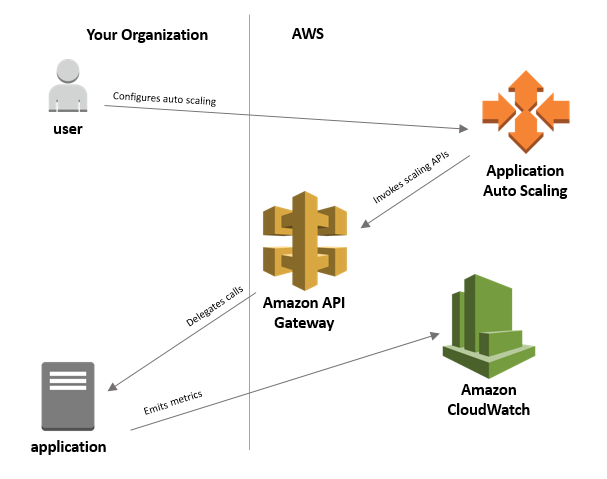 Your Organization
AWS
Configures auto scaling
user
Application
Auto Scaling
Invokes scaling APIs
Amazon API
Gateway
Delegates calls
Amazon
CloudWatch
Emits metrics
application